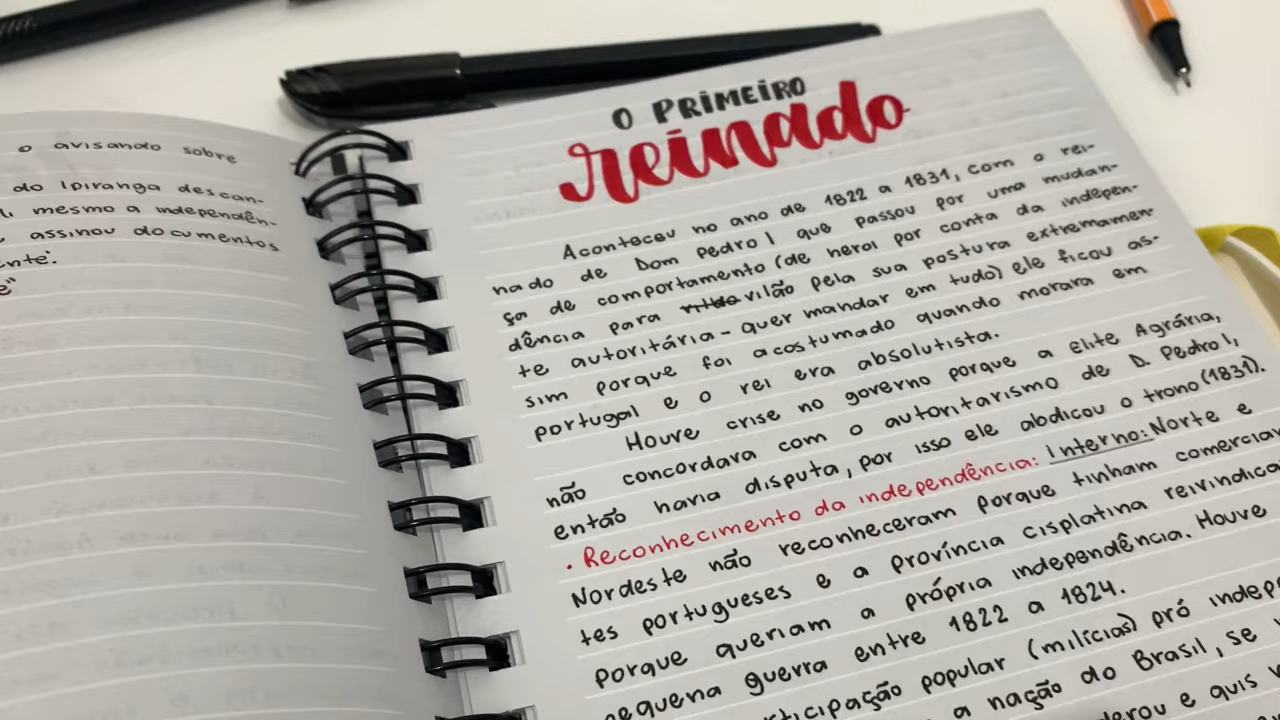 o avisando sobre
do Ipiranga descan-
mesmo a independên-
assinou documentos
O PRIMEIRO
reinado
Aconteceu no ano de 1822 a 1831, com o rei-
nado de Dom Pedro I que passou por uma mudan-
ça de comportamento (de heroi por conta da indepen-
dência para vilão pela sua postura extremamen-
te autoritária - quer mandar em tudo) ele ficou as-
sim porque foi acostumado quando morava em
portugal e o rei era absolutista.
Houve crise no governo porque a Elite Agrária,
não concordava com o autoritarismo de D. Pedro I,
então havia disputa, por isso ele abdicou o trono (1831).
. Reconhecimento da independência: Interno: Norte e
Nordeste não reconheceram porque tinham comercian
tes portugueses e a província cisplatina reivindica
porque queriam a própria independência. Houve
pequena guerra entre 1822 a 1824.
ticipação popular (milícias) pró indep
a nação do Brasil, se
derou e quis